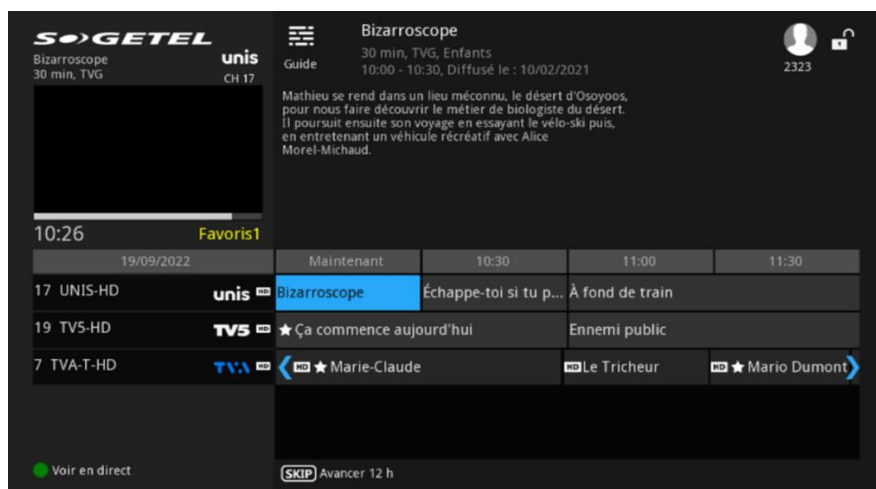 SOGETEL
Bizarroscope
30 min, TVG
unis
CH 17
10:26
Favoris1
Guide
Bizarroscope
30 min, TVG, Enfants
10:00 - 10:30, Diffusé le : 10/02/2021
2323
Mathieu se rend dans un lieu méconnu, le désert d'Osoyoos,
pour nous faire découvrir le métier de biologiste du désert.
Il poursuit ensuite son voyage en essayant le vélo-ski puis,
en entretenant un véhicule récréatif avec Alice
Morel-Michaud.
19/09/2022 Maintenant 10:30 11:00 11:30
17 UNIS-HD unis HD Bizarroscope Échappe-toi si tu p... À fond de train
19 TV5-HD TV5 HD ★ Ça commence aujourd'hui Ennemi public
7 TVA-T-HD TVA HD HD ★ Marie-Claude HD Le Tricheur HD ★ Mario Dumont
Voir en direct
SKIP Avancer 12 h